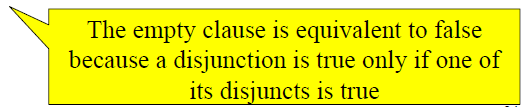 The empty clause is equivalent to false
because a disjunction is true only if one of
its disjuncts is true